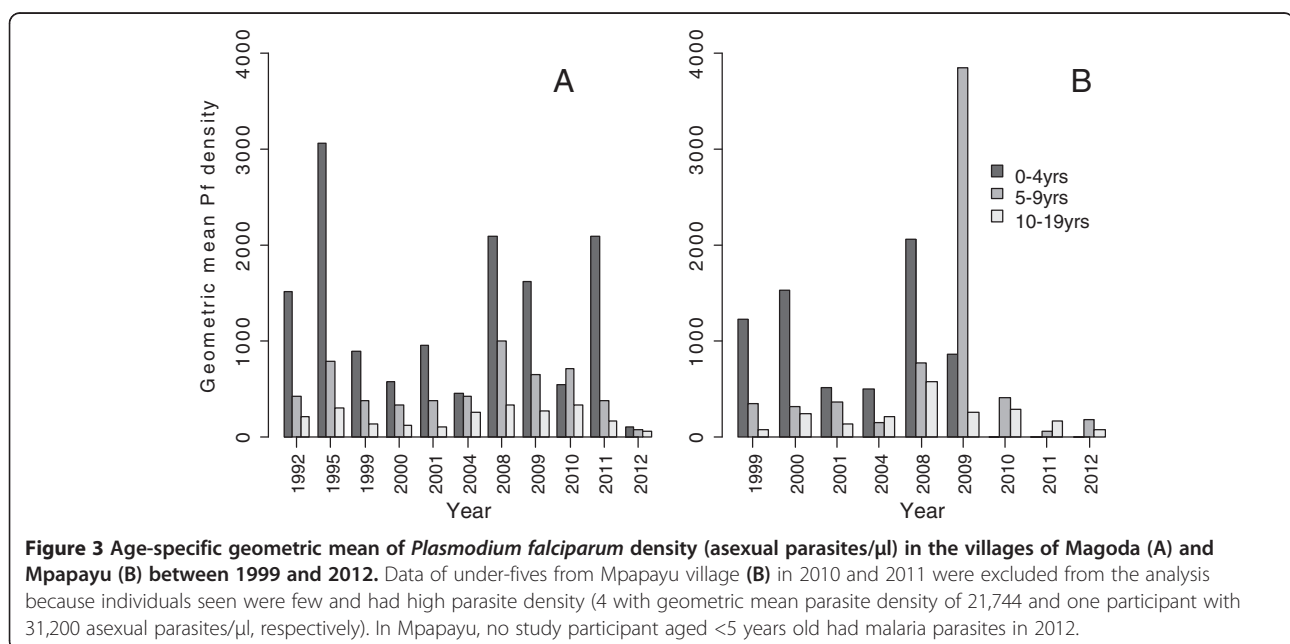 A
B
Geometric mean Pf density
0
1000
2000
3000
4000
1992
1995
1999
2000
2001
2004
2008
2009
2010
2011
2012
Year
0
1000
2000
3000
4000
0-4yrs
5-9yrs
10-19yrs
1999
2000
2001
2004
2008
2009
2010
2011
2012
Year
Figure 3 Age-specific geometric mean of Plasmodium falciparum density (asexual parasites/μl) in the villages of Magoda (A) and
Mpapayu (B) between 1999 and 2012. Data of under-fives from Mpapayu village (B) in 2010 and 2011 were excluded from the analysis
because individuals seen were few and had high parasite density (4 with geometric mean parasite density of 21,744 and one participant with
31,200 asexual parasites/μl, respectively). In Mpapayu, no study participant aged <5 years old had malaria parasites in 2012.